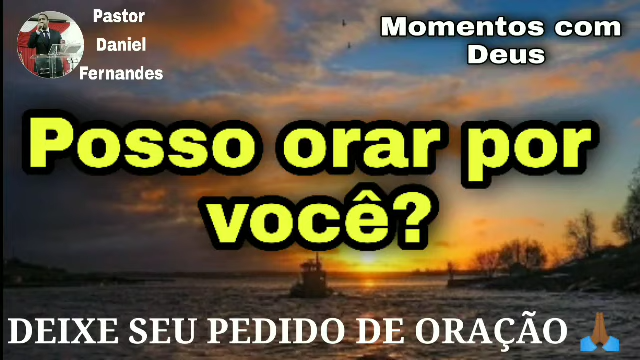 Pastor
Daniel
Fernandes
Momentos com
Deus
Posso orar por
você?
DEIXE SEU PEDIDO DE ORAÇÃO 🙏🏾